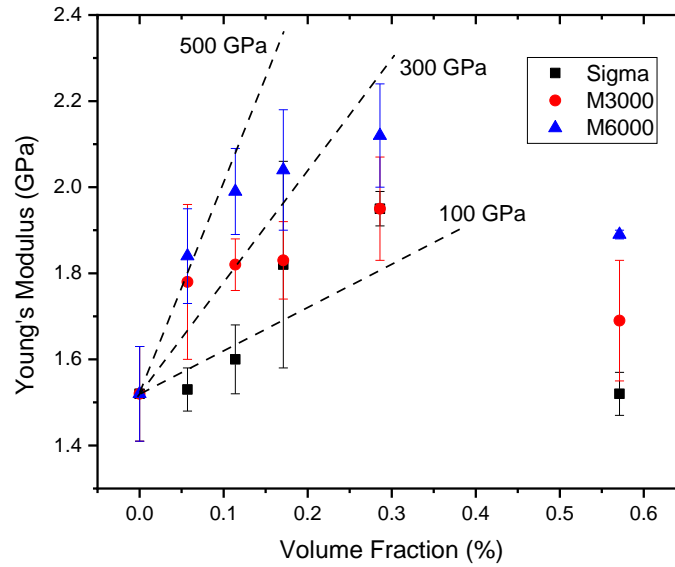 2.4
2.2
2.0
1.8
1.6
1.4
Young's Modulus (GPa)
500 GPa
300 GPa
100 GPa
Sigma
M3000
M6000
0.0
0.1
0.2
0.3
0.4
0.5
0.6
Volume Fraction (%)